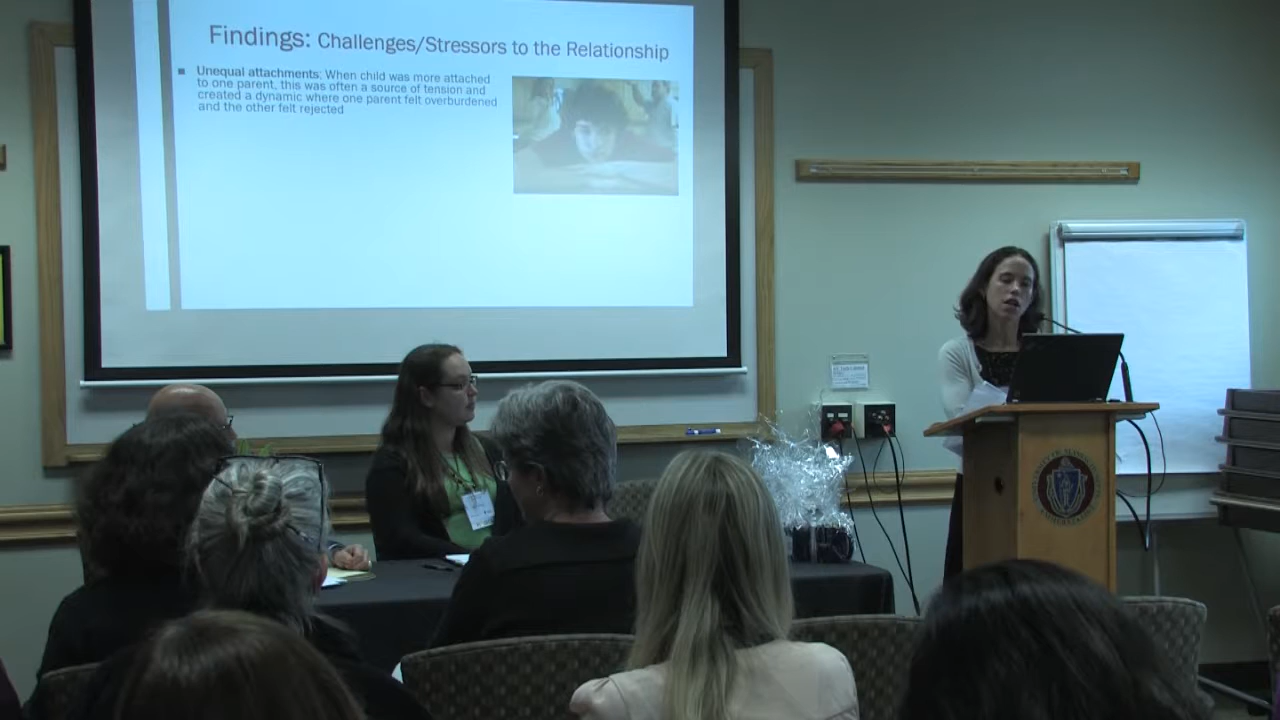 Findings: Challenges/Stressors to the Relationship
Unequal attachments: When child was more attached
to one parent, this was often a source of tension and
created a dynamic where one parent felt overburdened
and the other felt rejected